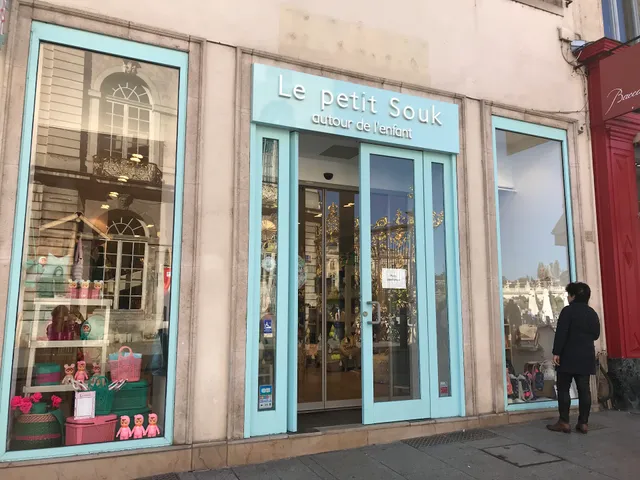 Le petit Souk
autour de l'enfant